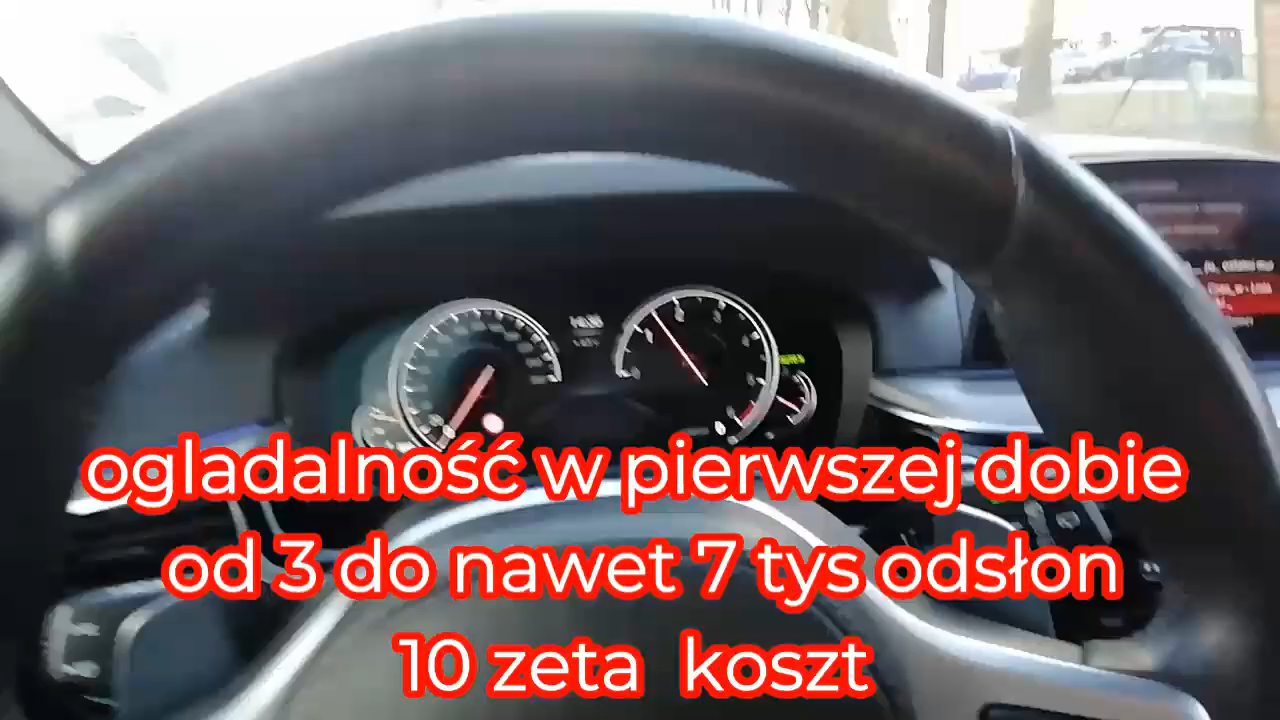 ogladalność w pierwszej dobie
od 3 do nawet 7 tys odsłon
10 zeta koszt